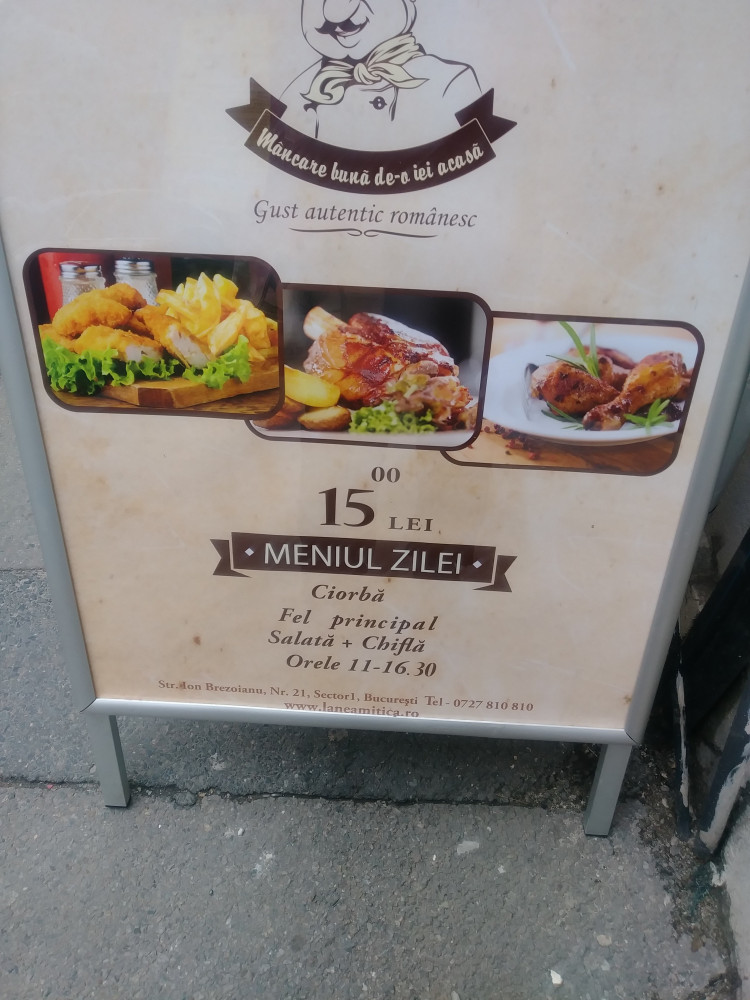 Mâncare bună de-o iei acasă
Gust autentic românesc
15 00 LEI
MENIUL ZILEI
Ciorbă
Fel principal
Salată + Chiflă
Orele 11-16.30
Str. Ion Brezoianu, Nr. 21, Sector1, București Tel - 0727 810 810
www.laneamitica.ro